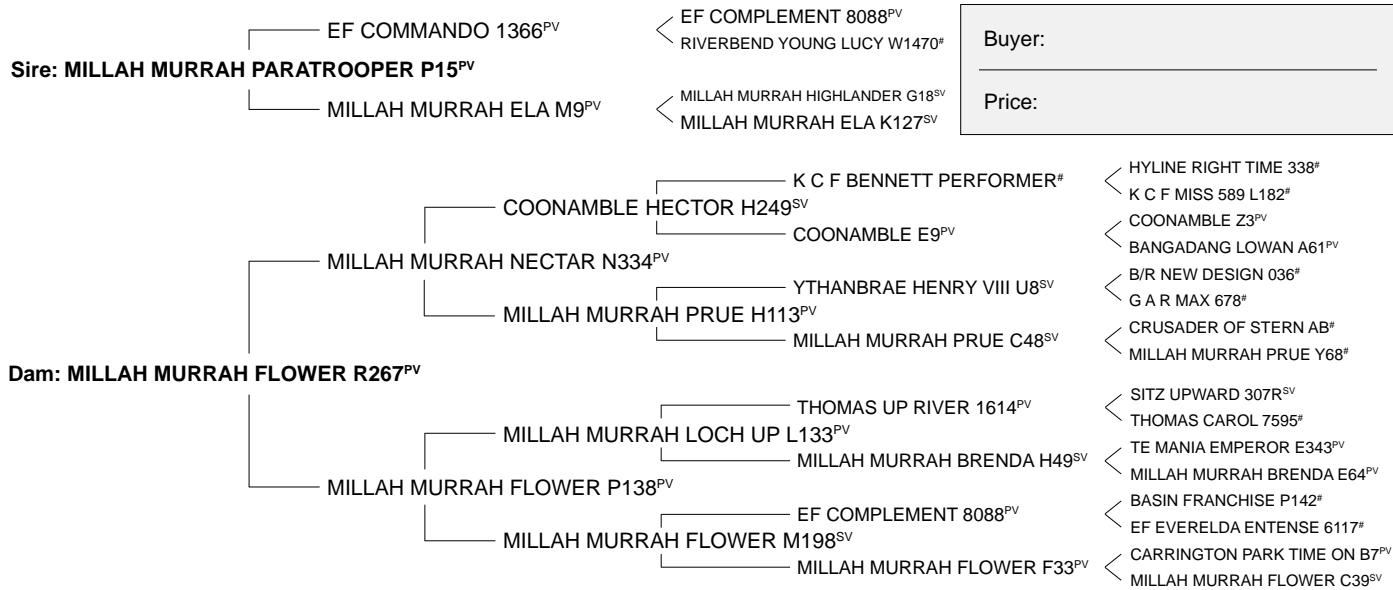 EF COMPLEMENT 8088PV
EF COMMANDO 1366PV
RIVERBEND YOUNG LUCY W1470#
Sire: MILLAH MURRAH PARATROOPER P15PV
MILLAH MURRAH HIGHLANDER G18SV
MILLAH MURRAH ELA M9PV
MILLAH MURRAH ELA K127SV
Buyer:
Price:
HYLINE RIGHT TIME 338#
K C F BENNETT PERFORMER#
K C F MISS 589 L182#
COONAMBLE HECTOR H249SV
COONAMBLE Z3PV
COONAMBLE E9PV
BANGADANG LOWAN A61PV
MILLAH MURRAH NECTAR N334PV
B/R NEW DESIGN 036#
YTHANBRAE HENRY VIII U8SV
G A R MAX 678#
MILLAH MURRAH PRUE H113PV
CRUSADER OF STERN AB#
MILLAH MURRAH PRUE C48SV
MILLAH MURRAH PRUE Y68#
Dam: MILLAH MURRAH FLOWER R267PV
SITZ UPWARD 307RSV
THOMAS UP RIVER 1614PV
THOMAS CAROL 7595#
MILLAH MURRAH LOCH UP L133PV
TE MANIA EMPEROR E343PV
MILLAH MURRAH BRENDA H49SV
MILLAH MURRAH BRENDA E64PV
MILLAH MURRAH FLOWER P138PV
BASIN FRANCHISE P142#
EF COMPLEMENT 8088PV
EF EVERELDA ENTENSE 6117#
MILLAH MURRAH FLOWER M198SV
CARRINGTON PARK TIME ON B7PV
MILLAH MURRAH FLOWER F33PV
MILLAH MURRAH FLOWER C39SV